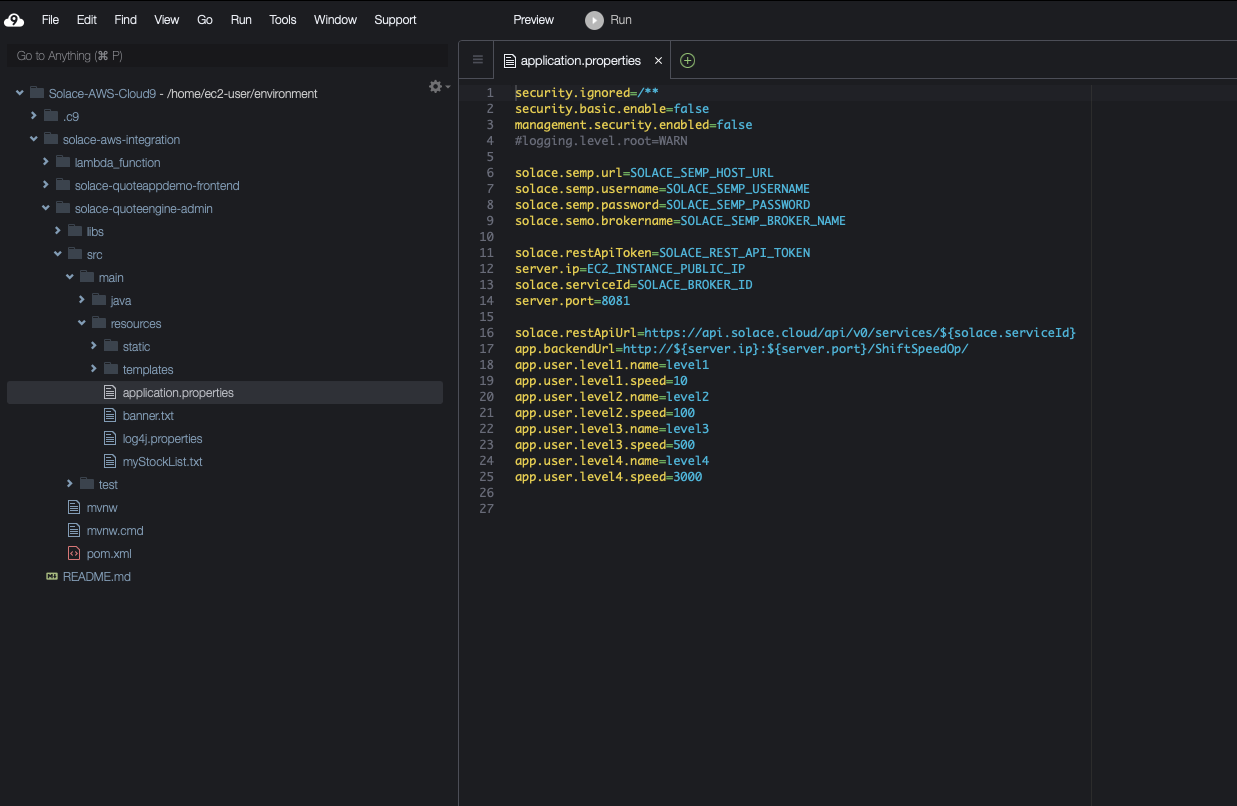 File Edit Find View Go Run Tools Window Support Preview Run
Go to Anything (⌘ P)
Solace-AWS-Cloud9 - /home/ec2-user/environment
.c9
solace-aws-integration
lambda_function
solace-quoteappdemo-frontend
solace-quoteengine-admin
libs
src
main
java
resources
static
templates
application.properties
banner.txt
log4j.properties
myStockList.txt
test
mvnw
mvnw.cmd
pom.xml
README.md
application.properties ×
1 security.ignored=/**
2 security.basic.enable=false
3 management.security.enabled=false
4 #logging.level.root=WARN
5
6 solace.semp.url=SOLACE_SEMP_HOST_URL
7 solace.semp.username=SOLACE_SEMP_USERNAME
8 solace.semp.password=SOLACE_SEMP_PASSWORD
9 solace.semo.brokername=SOLACE_SEMP_BROKER_NAME
10
11 solace.restApiToken=SOLACE_REST_API_TOKEN
12 server.ip=EC2_INSTANCE_PUBLIC_IP
13 solace.serviceId=SOLACE_BROKER_ID
14 server.port=8081
15
16 solace.restApiUrl=https://api.solace.cloud/api/v0/services/${solace.serviceId}
17 app.backendUrl=http://${server.ip}:${server.port}/ShiftSpeedOp/
18 app.user.level1.name=level1
19 app.user.level1.speed=10
20 app.user.level2.name=level2
21 app.user.level2.speed=100
22 app.user.level3.name=level3
23 app.user.level3.speed=500
24 app.user.level4.name=level4
25 app.user.level4.speed=3000
26
27